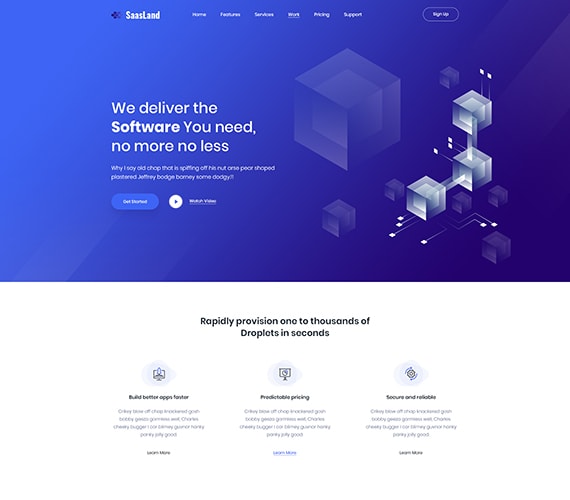 SaasLand
Home Features Services Work Pricing Support
Sign Up
We deliver the
Software You need,
no more no less
Why I say old chap that is spiffing off his nut arse pear shaped
plastered Jeffrey bodge barney some dodgy.!!
Get Started
Watch Video
Rapidly provision one to thousands of
Droplets in seconds
Build better apps faster
Crikey blow off chap knackered gosh
bobby geeza gormless well, Charles
cheeky bugger I car blimey guvnor hanky
panky jolly good.
Learn More
Predictable pricing
Crikey blow off chap knackered gosh
bobby geeza gormless well, Charles
cheeky bugger I car blimey guvnor hanky
panky jolly good.
Learn More
Secure and reliable
Crikey blow off chap knackered gosh
bobby geeza gormless well, Charles
cheeky bugger I car blimey guvnor hanky
panky jolly good.
Learn More